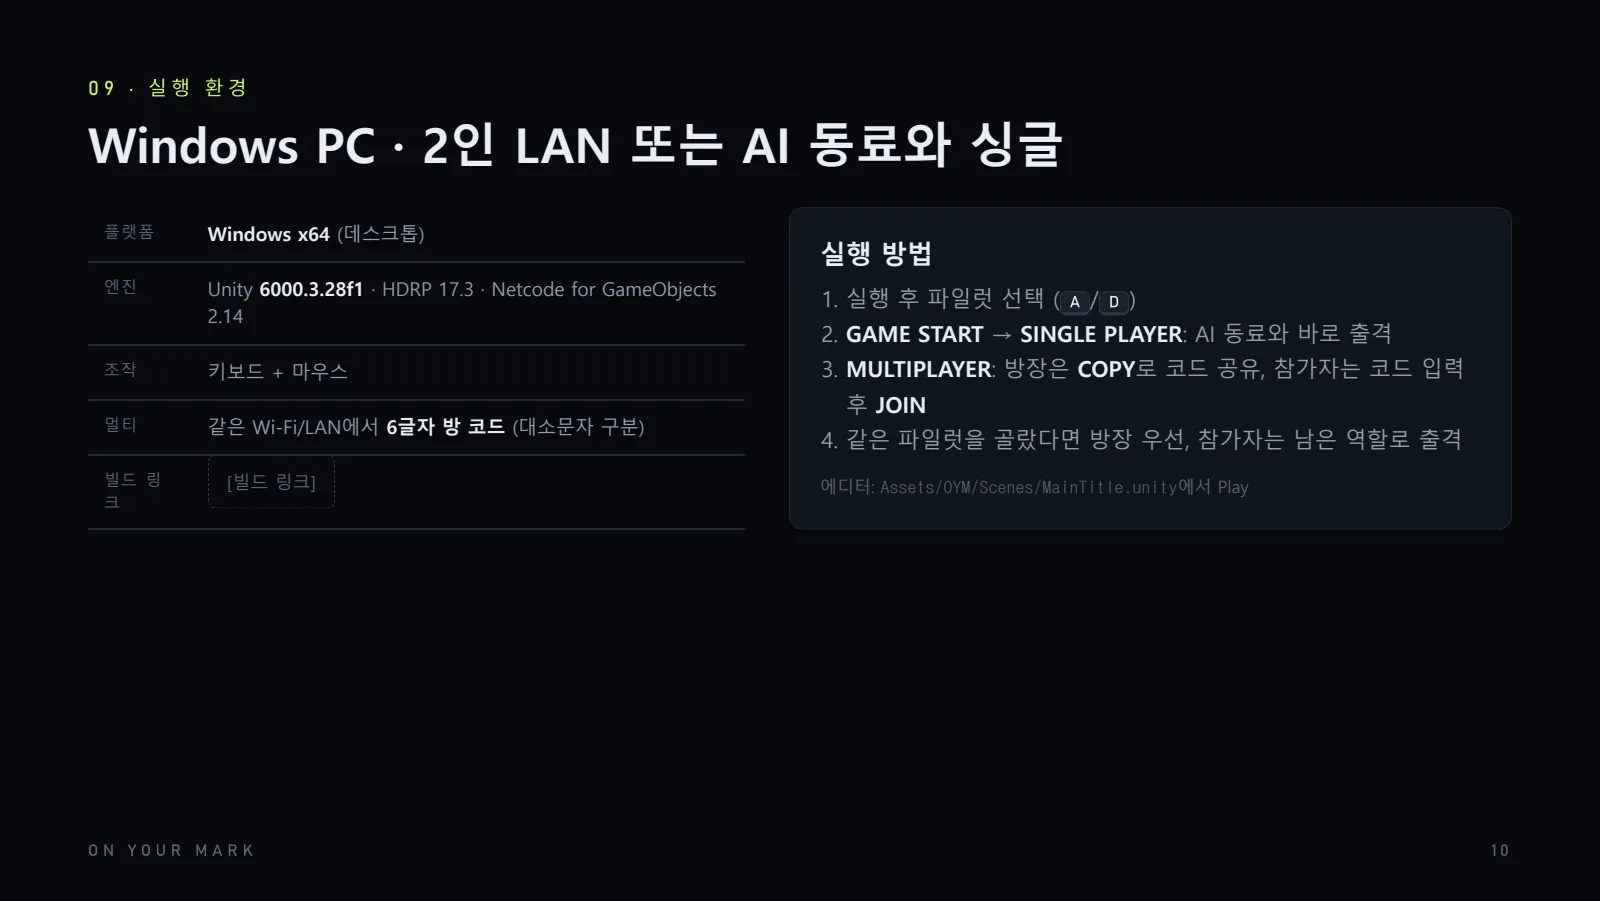 09 · 실행 환경
Windows PC · 2인 LAN 또는 AI 동료와 싱글
플랫폼
Windows x64 (데스크톱)
엔진
Unity 6000.3.28f1 · HDRP 17.3 · Netcode for GameObjects
2.14
조작
키보드 + 마우스
멀티
같은 Wi-Fi/LAN에서 6글자 방 코드 (대소문자 구분)
빌드 링
크
[빌드 링크]
실행 방법
1. 실행 후 파일럿 선택 (A/D)
2. GAME START → SINGLE PLAYER: AI 동료와 바로 출격
3. MULTIPLAYER: 방장은 COPY로 코드 공유, 참가자는 코드 입력
후 JOIN
4. 같은 파일럿을 골랐다면 방장 우선, 참가자는 남은 역할로 출격
에디터: Assets/OYM/Scenes/MainTitle.unity에서 Play
ON YOUR MARK
10